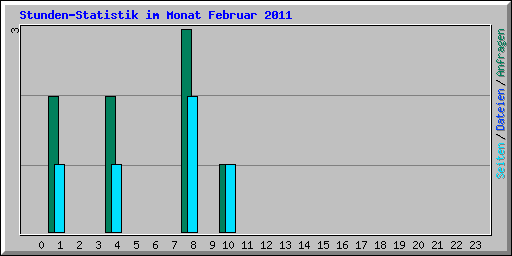 Stunden-Statistik im Monat Februar 2011
3
Seiten/Dateien/Anfragen
0 1 2 3 4 5 6 7 8 9 10 11 12 13 14 15 16 17 18 19 20 21 22 23